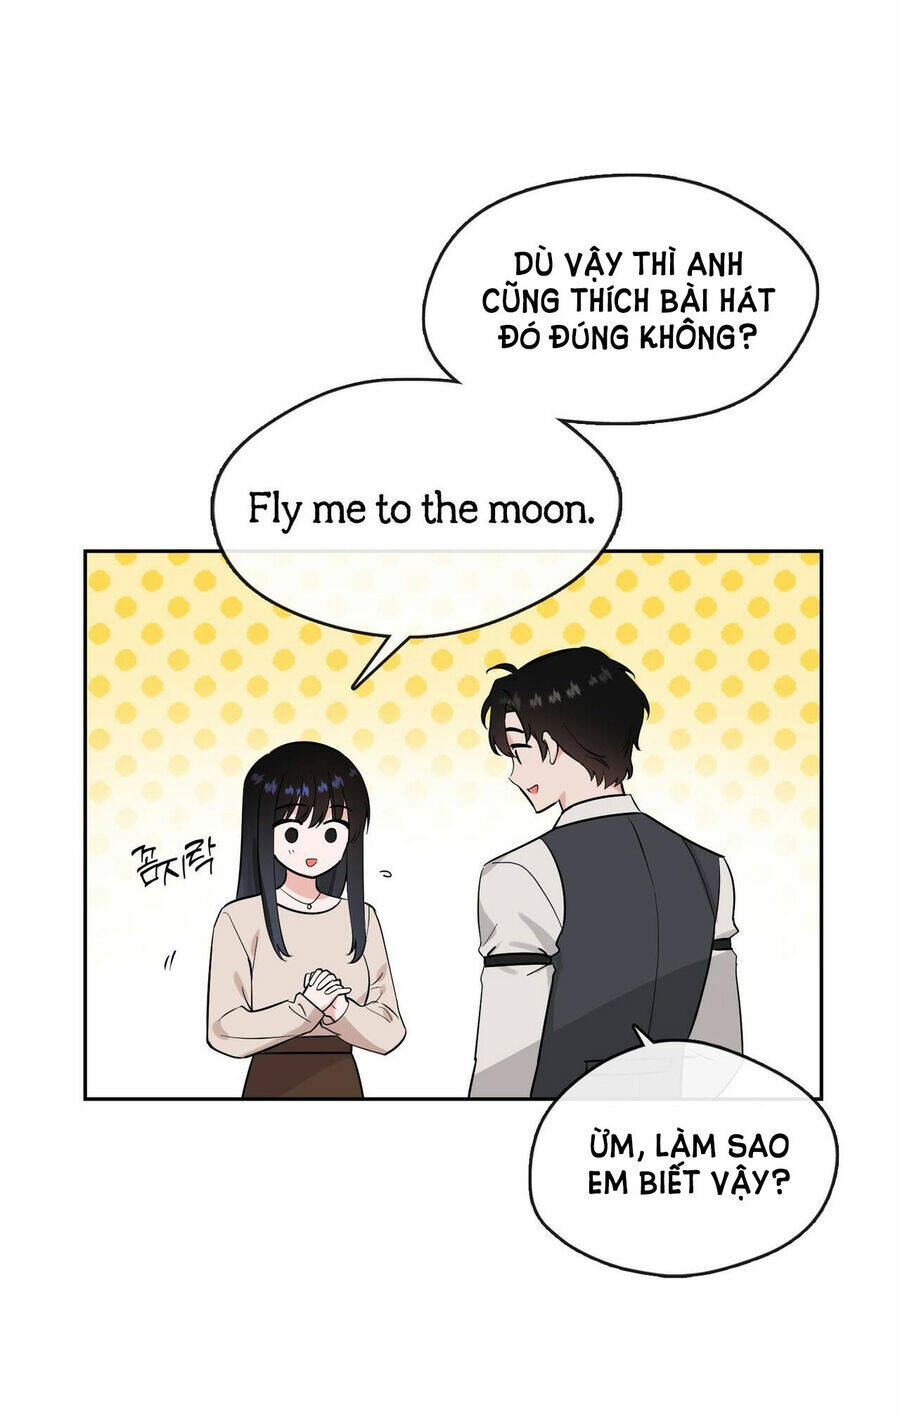 DÙ VẬY THÌ ANH
CŨNG THÍCH BÀI HÁT
ĐÓ ĐÚNG KHÔNG?
Fly me to the moon.
꼼지락
ỪM, LÀM SAO
EM BIẾT VẬY?